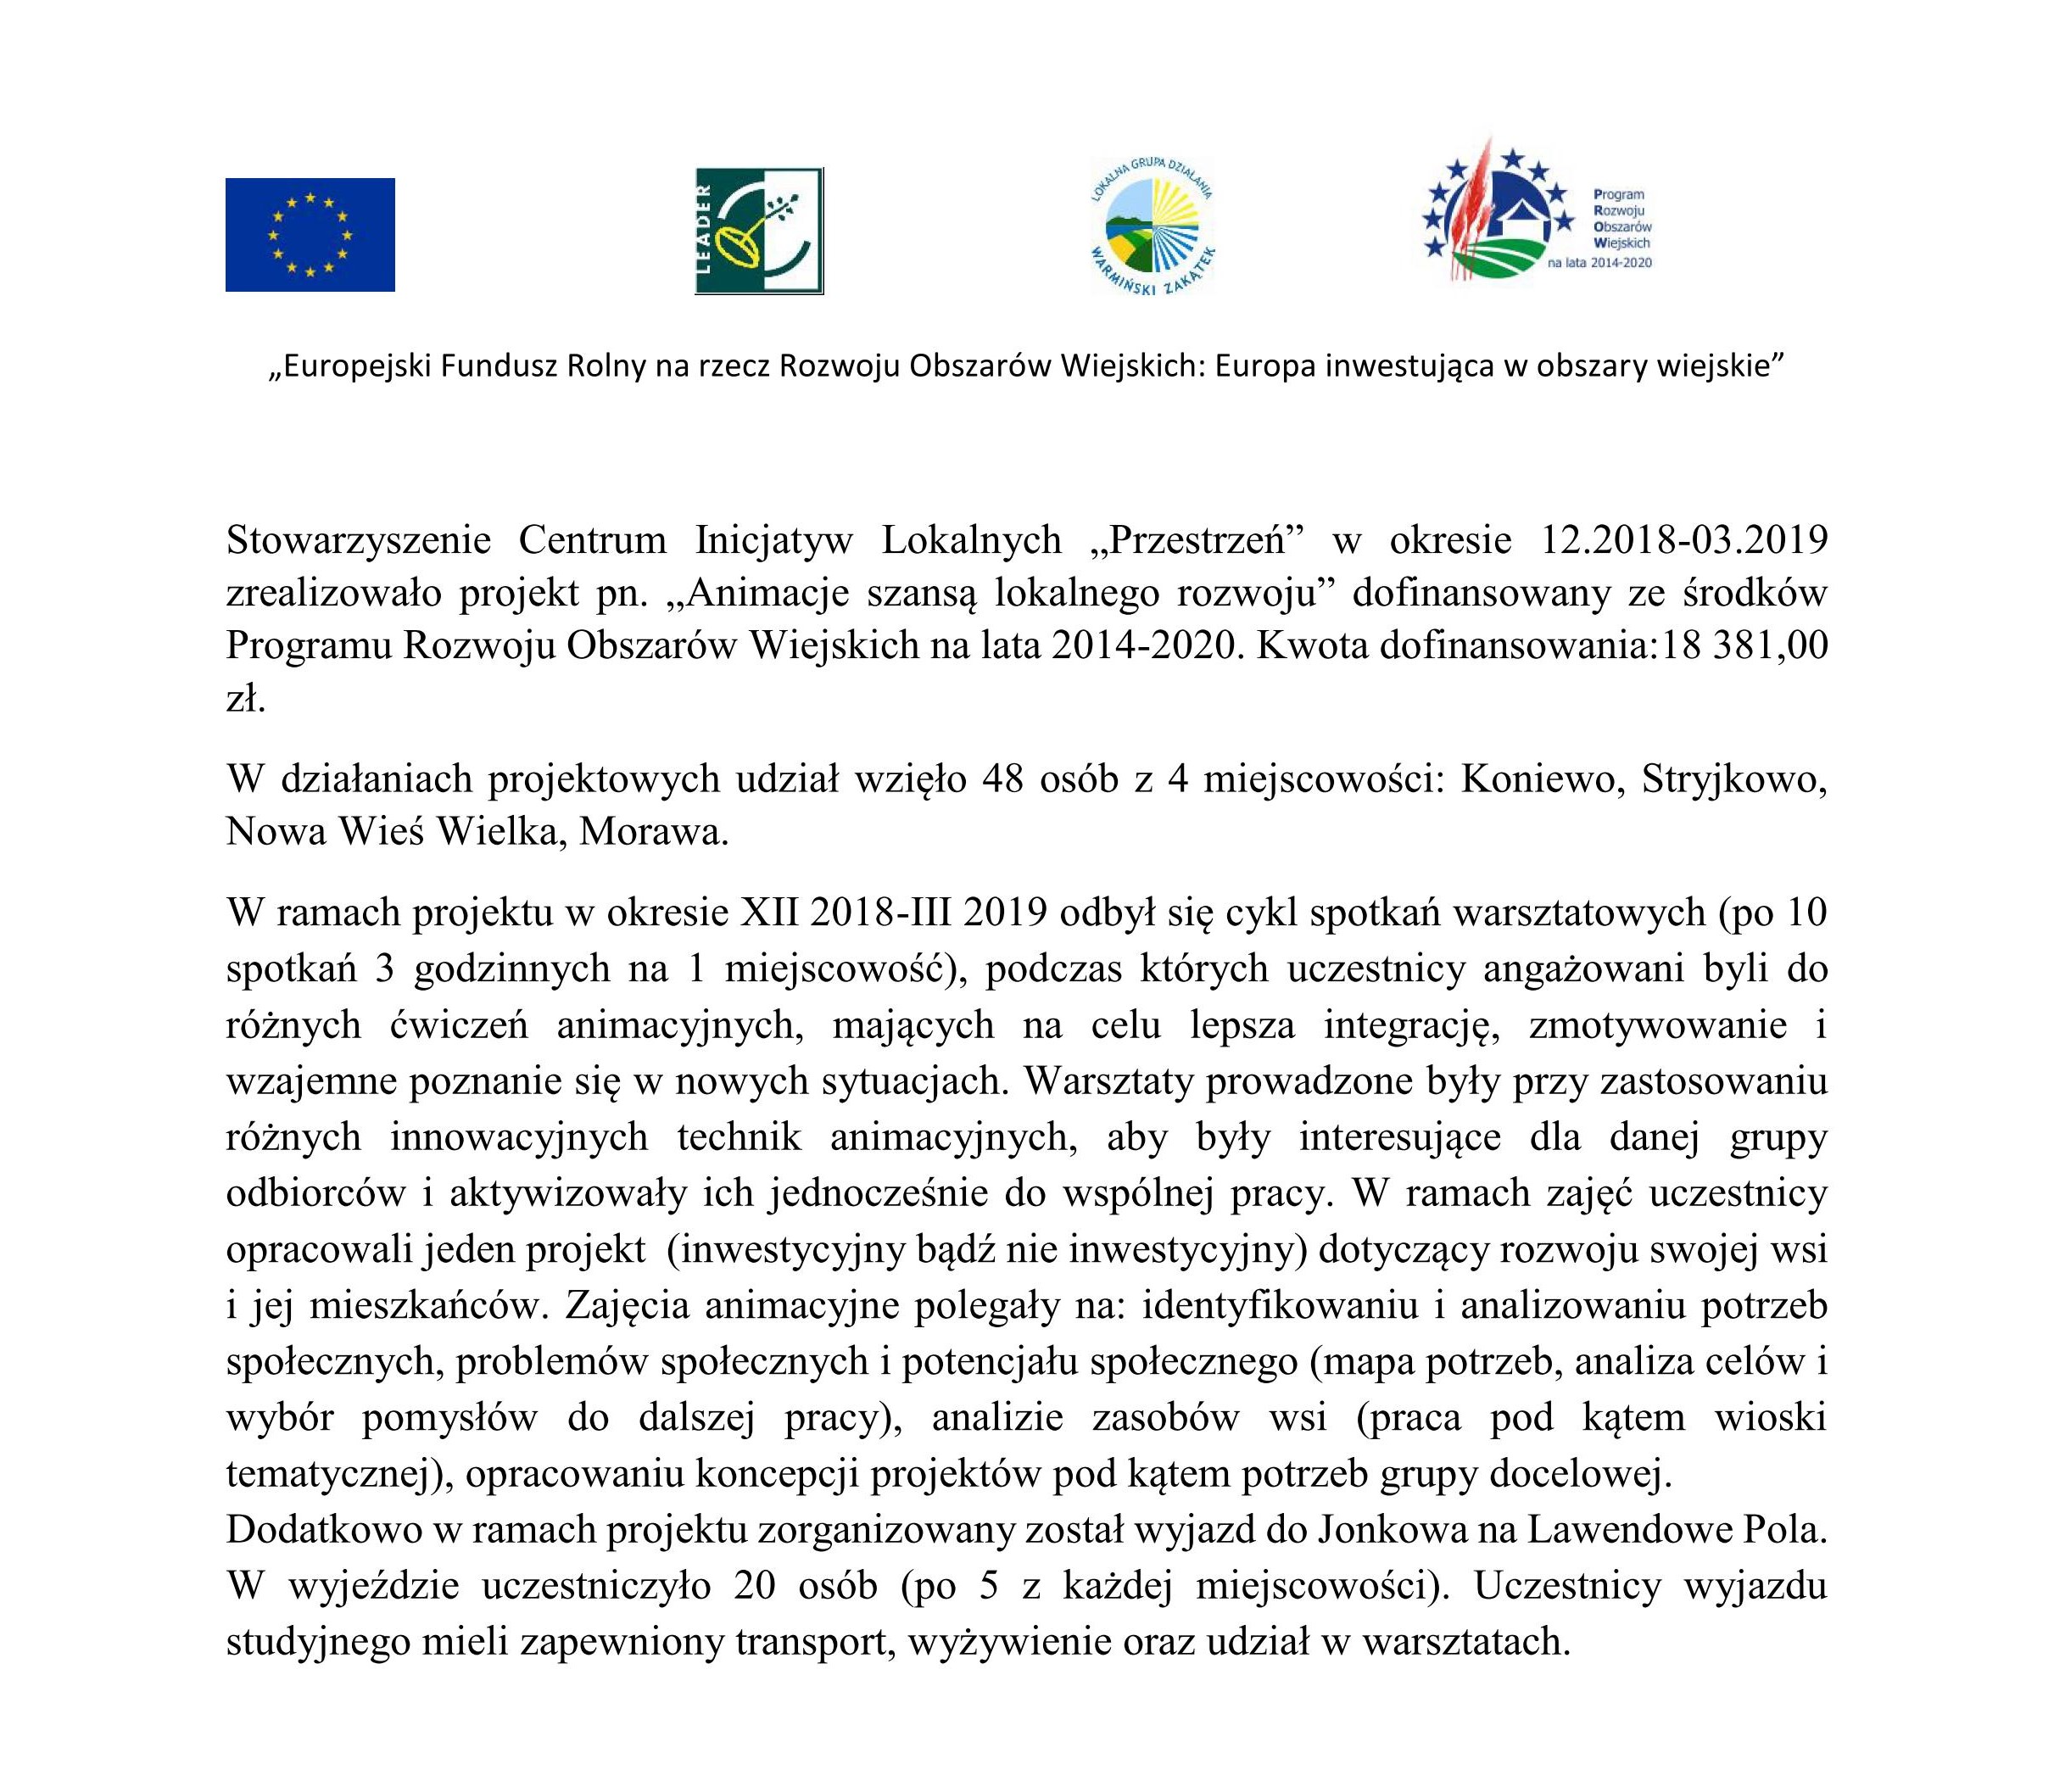 LEADER
LOKALNA GRUPA DZIAŁANIA
WARMIŃSKI ZAKĄTEK
Program
Rozwoju
Obszarów
Wiejskich
na lata 2014-2020
„Europejski Fundusz Rolny na rzecz Rozwoju Obszarów Wiejskich: Europa inwestująca w obszary wiejskie”
Stowarzyszenie Centrum Inicjatyw Lokalnych „Przestrzeń” w okresie 12.2018-03.2019
zrealizowało projekt pn. „Animacje szansą lokalnego rozwoju” dofinansowany ze środków
Programu Rozwoju Obszarów Wiejskich na lata 2014-2020. Kwota dofinansowania:18 381,00
zł.
W działaniach projektowych udział wzięło 48 osób z 4 miejscowości: Koniewo, Stryjkowo,
Nowa Wieś Wielka, Morawa.
W ramach projektu w okresie XII 2018-III 2019 odbył się cykl spotkań warsztatowych (po 10
spotkań 3 godzinnych na 1 miejscowość), podczas których uczestnicy angażowani byli do
różnych ćwiczeń animacyjnych, mających na celu lepsza integrację, zmotywowanie i
wzajemne poznanie się w nowych sytuacjach. Warsztaty prowadzone były przy zastosowaniu
różnych innowacyjnych technik animacyjnych, aby były interesujące dla danej grupy
odbiorców i aktywizowały ich jednocześnie do wspólnej pracy. W ramach zajęć uczestnicy
opracowali jeden projekt  (inwestycyjny bądź nie inwestycyjny) dotyczący rozwoju swojej wsi
i jej mieszkańców. Zajęcia animacyjne polegały na: identyfikowaniu i analizowaniu potrzeb
społecznych, problemów społecznych i potencjału społecznego (mapa potrzeb, analiza celów i
wybór pomysłów do dalszej pracy), analizie zasobów wsi (praca pod kątem wioski
tematycznej), opracowaniu koncepcji projektów pod kątem potrzeb grupy docelowej.
Dodatkowo w ramach projektu zorganizowany został wyjazd do Jonkowa na Lawendowe Pola.
W wyjeździe uczestniczyło 20 osób (po 5 z każdej miejscowości). Uczestnicy wyjazdu
studyjnego mieli zapewniony transport, wyżywienie oraz udział w warsztatach.